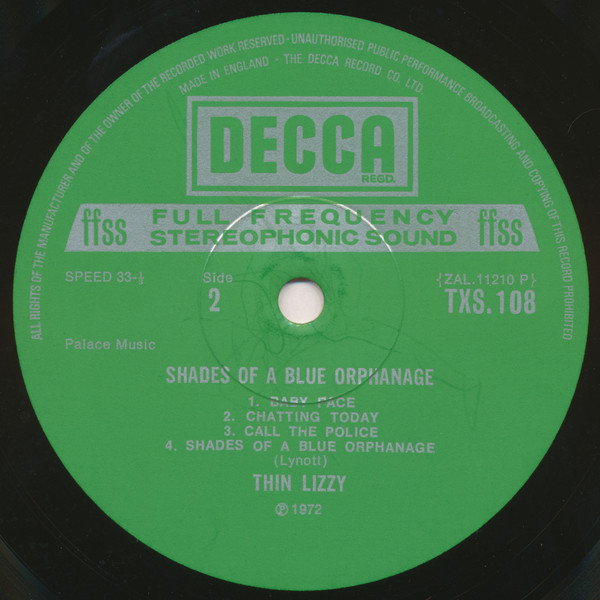 ALL RIGHTS OF THE MANUFACTURER AND OF THE OWNER OF THE RECORDED WORK RESERVED · UNAUTHORISED PUBLIC PERFORMANCE BROADCASTING AND COPYING OF THIS RECORD PROHIBITED
MADE IN ENGLAND · THE DECCA RECORD CO. LTD.
DECCA
REGD.
ffss FULL FREQUENCY STEREOPHONIC SOUND ffss
SPEED 33-⅓
Side
2
{ZAL.11210 P}
TXS.108
Palace Music
SHADES OF A BLUE ORPHANAGE
1. BABY FACE
2. CHATTING TODAY
3. CALL THE POLICE
4. SHADES OF A BLUE ORPHANAGE
(Lynott)
THIN LIZZY
℗ 1972